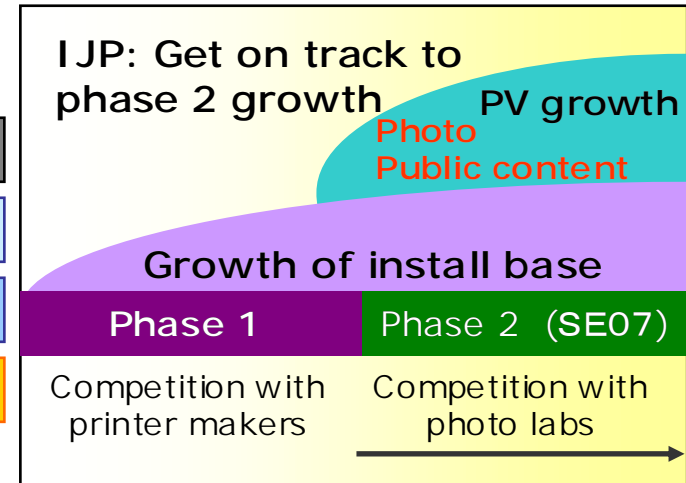 IJP: Get on track to
phase 2 growth
PV growth
Photo
Public content
Growth of install base
Phase 1
Phase 2 (SE07)
Competition with
printer makers
Competition with
photo labs